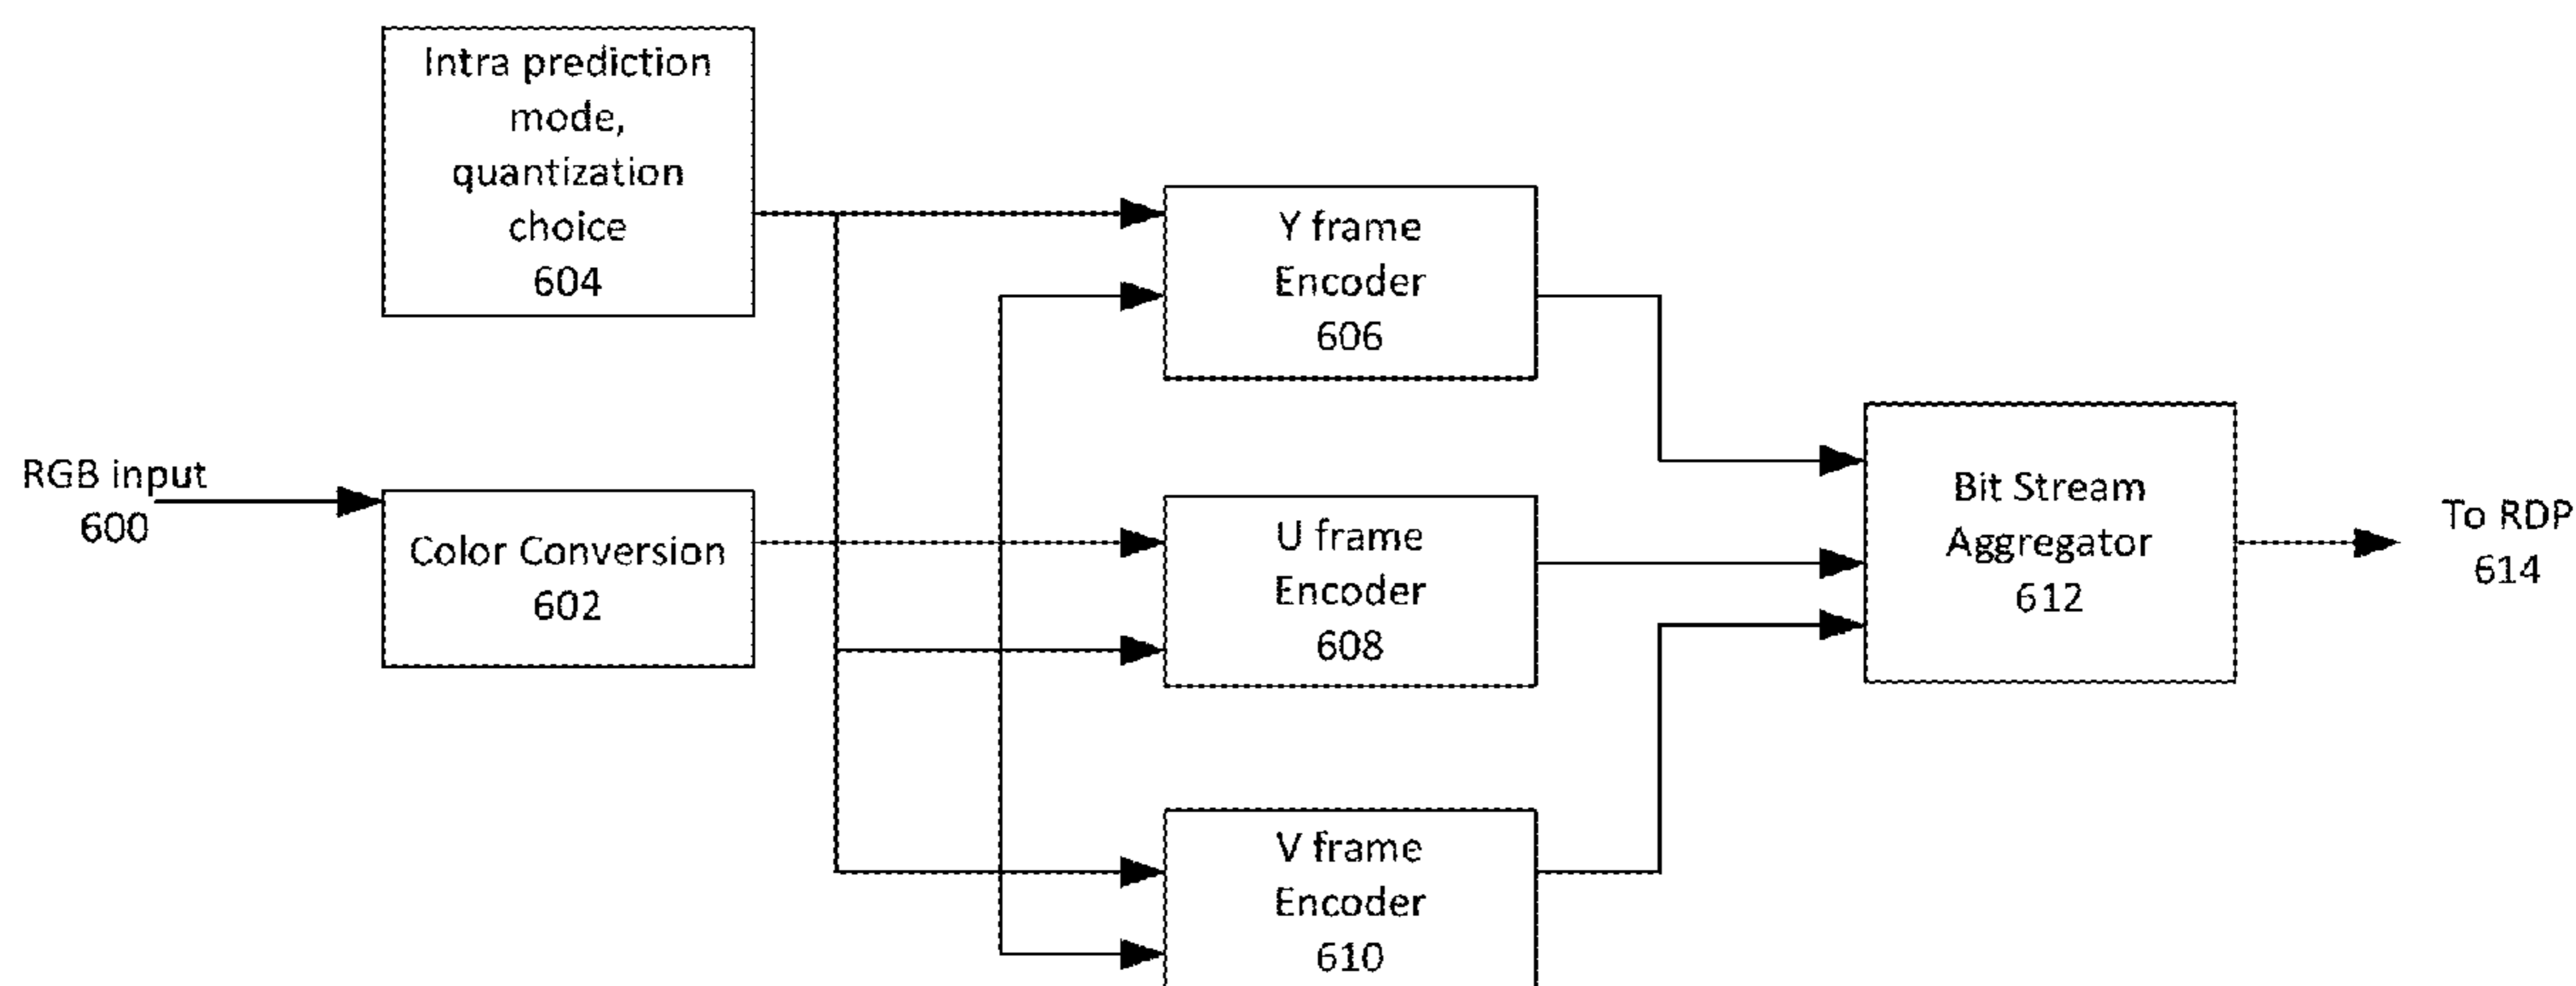 Intra prediction
mode,
quantization
choice
604
RGB input
600
Color Conversion
602
Y frame
Encoder
606
U frame
Encoder
608
V frame
Encoder
610
Bit Stream
Aggregator
612
To RDP
614